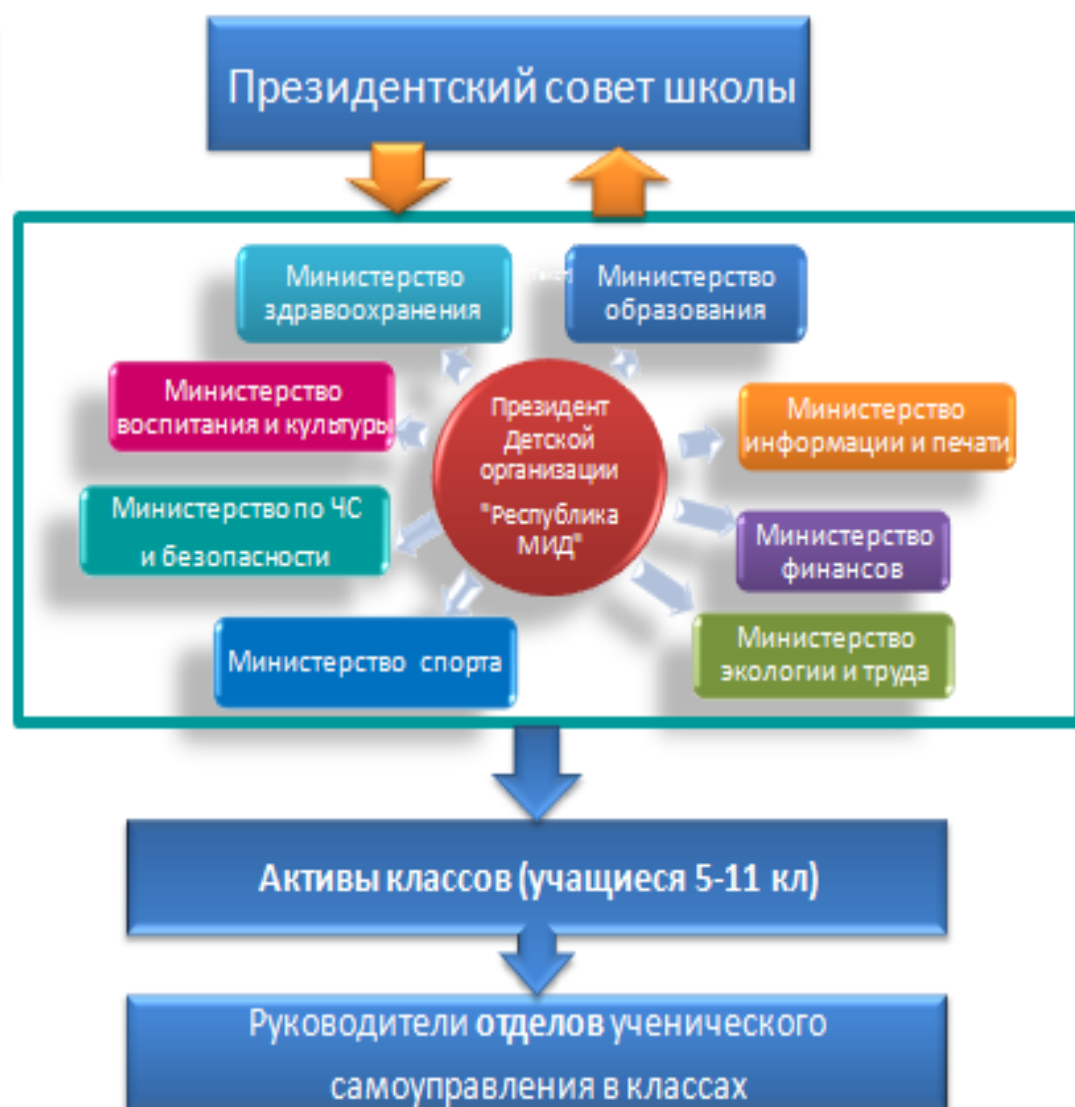 Президентский совет школы
Министерство
здравоохранения
Министерство
образования
Министерство
воспитания и культуры
Президент
Детской
организации
"Республика
МИД"
Министерство
информации и печати
Министерство по ЧС
и безопасности
Министерство
финансов
Министерство спорта
Министерство
экологии и труда
Активы классов (учащиеся 5-11 кл)
Руководители отделов ученического
самоуправления в классах